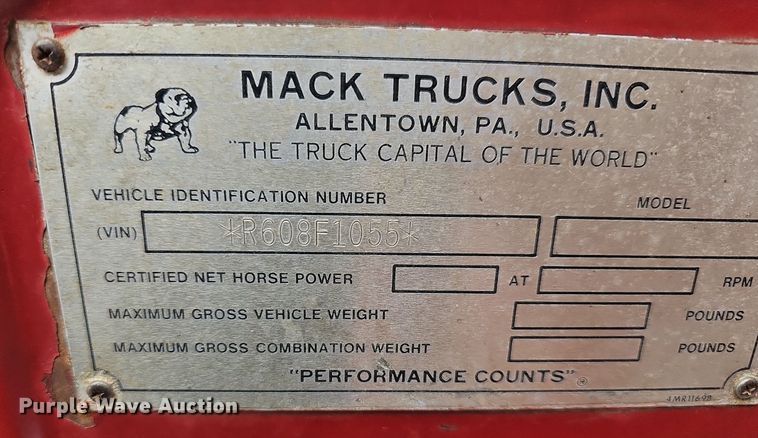 MACK TRUCKS, INC.
ALLENTOWN, PA., U.S.A.
"THE TRUCK CAPITAL OF THE WORLD"
VEHICLE IDENTIFICATION NUMBER MODEL
(VIN) *R608F1055*
CERTIFIED NET HORSE POWER AT RPM
MAXIMUM GROSS VEHICLE WEIGHT POUNDS
MAXIMUM GROSS COMBINATION WEIGHT POUNDS
"PERFORMANCE COUNTS"®
4MR1169B
Purple Wave Auction